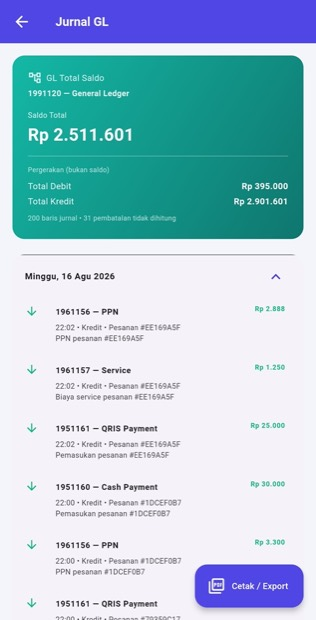 Jurnal GL
GL Total Saldo
1991120 — General Ledger
Saldo Total
Rp 2.511.601
Pergerakan (bukan saldo)
Total Debit Rp 395.000
Total Kredit Rp 2.901.601
200 baris jurnal • 31 pembatalan tidak dihitung
Minggu, 16 Agu 2026
1961156 — PPN Rp 2.888
22:02 • Kredit • Pesanan #EE169A5F
PPN pesanan #EE169A5F
1961157 — Service Rp 1.250
22:02 • Kredit • Pesanan #EE169A5F
Biaya service pesanan #EE169A5F
1951161 — QRIS Payment Rp 25.000
22:02 • Kredit • Pesanan #EE169A5F
Pemasukan pesanan #EE169A5F
1951160 — Cash Payment Rp 30.000
22:00 • Kredit • Pesanan #1DCEF0B7
Pemasukan pesanan #1DCEF0B7
1961156 — PPN Rp 3.300
22:00 • Kredit • Pesanan #1DCEF0B7
PPN pesanan #1DCEF0B7
PDF Cetak / Export
1951161 — QRIS Payment
22:00 • Kredit • Pesanan